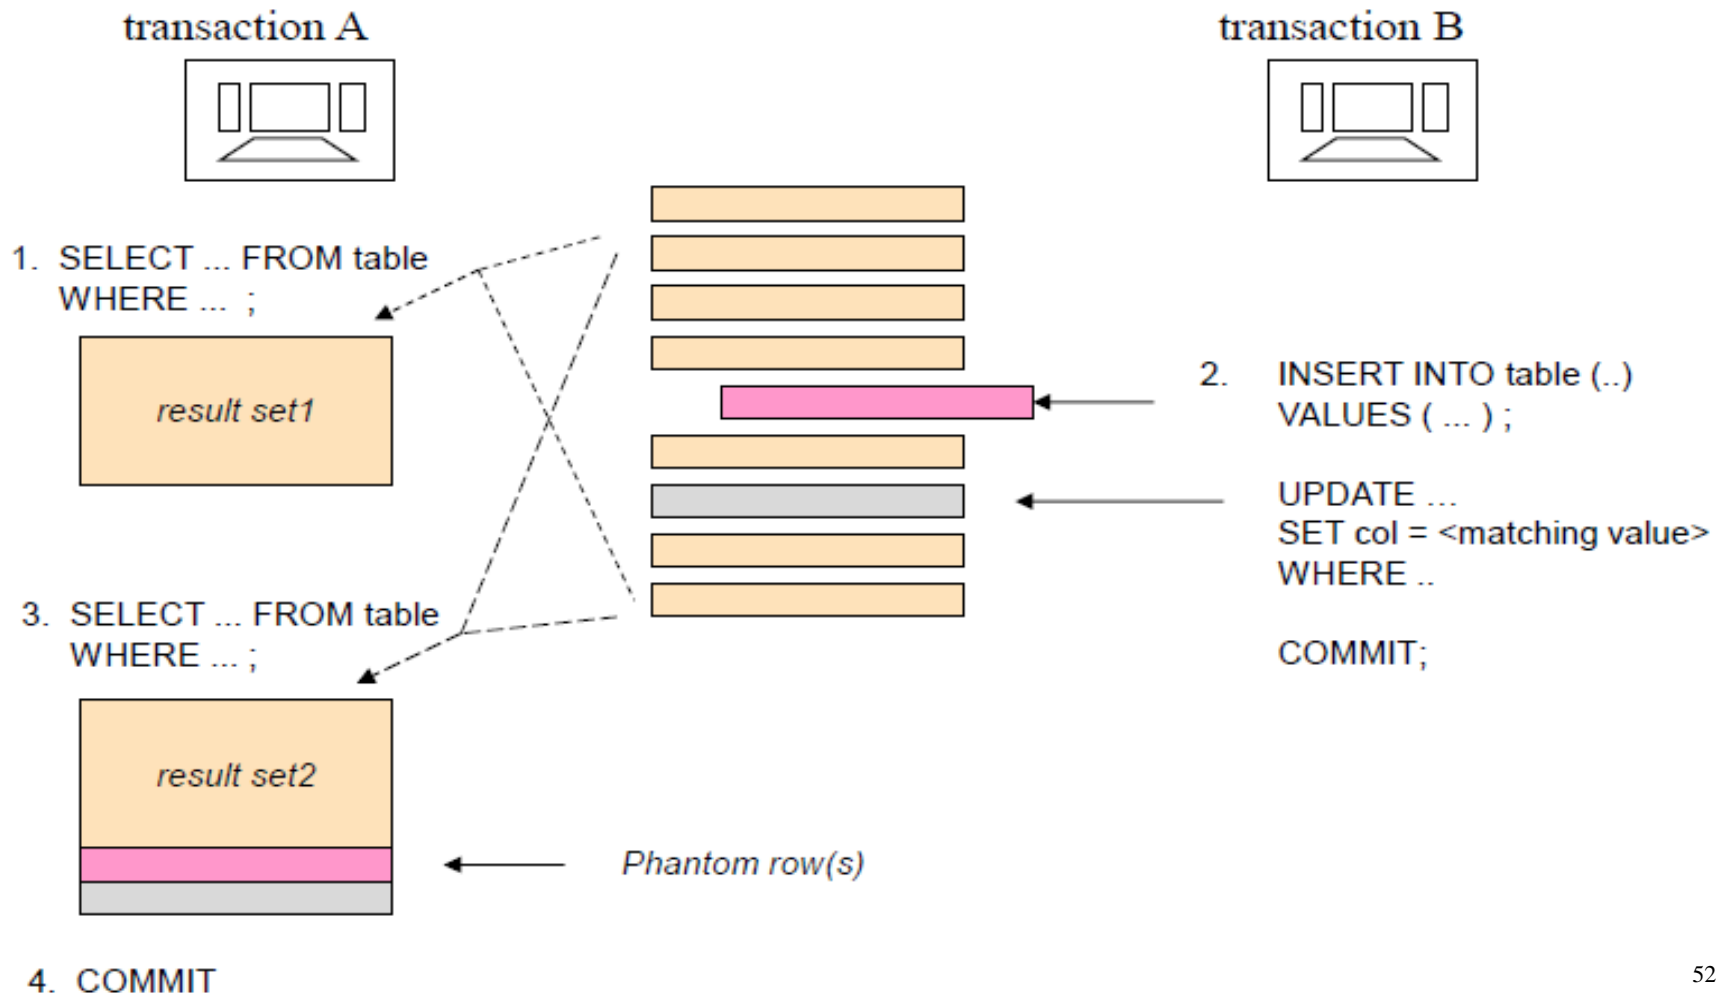 transaction A
transaction B
1. SELECT ... FROM table
WHERE ... ;
result set1
2. INSERT INTO table (..)
VALUES ( ... ) ;
UPDATE ...
SET col = <matching value>
WHERE ..
COMMIT;
3. SELECT ... FROM table
WHERE ... ;
result set2
Phantom row(s)
4. COMMIT
52